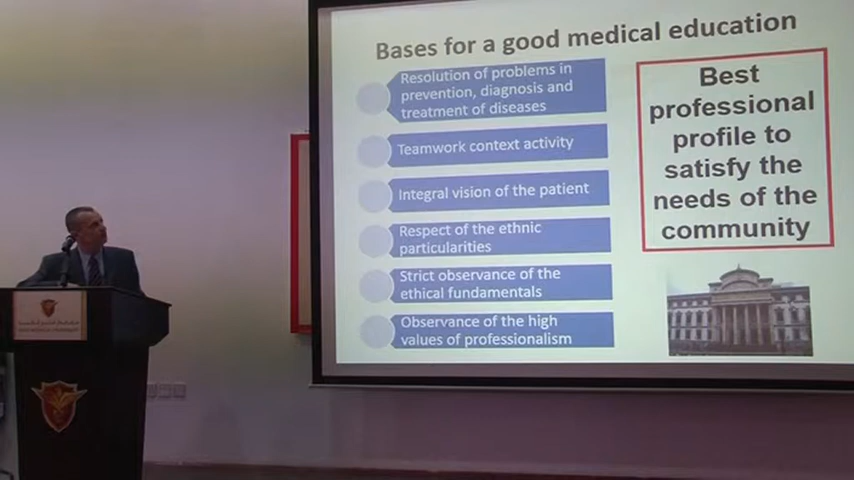 Bases for a good medical education
Resolution of problems in
prevention, diagnosis and
treatment of diseases
Teamwork context activity
Integral vision of the patient
Respect of the ethnic
particularities
Strict observance of the
ethical fundamentals
Observance of the high
values of professionalism
Best
professional
profile to
satisfy the
needs of the
community